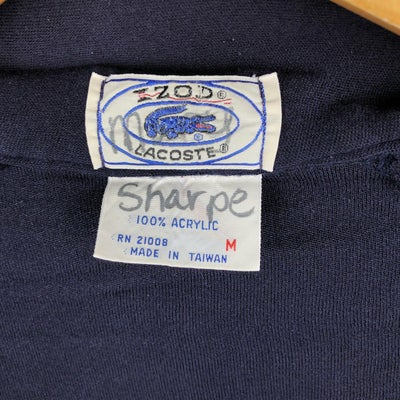 IZOD®
LACOSTE®
Sharpe
100% ACRYLIC
RN 21008
M
MADE IN TAIWAN